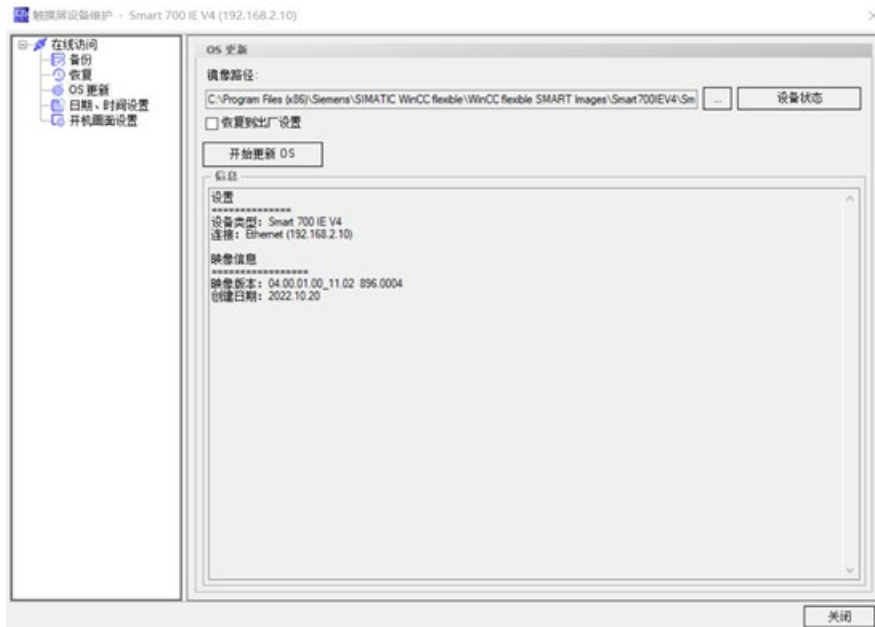 触摸屏设备维护 - Smart 700 IE V4 (192.168.2.10)
在线访问
备份
恢复
OS 更新
日期、时间设置
开机画面设置
OS 更新
镜像路径:
C:\Program Files (x86)\Siemens\SIMATIC WinCC flexible\WinCC flexible SMART Images\Smart700IEV4\Sm
...
设备状态
恢复到出厂设置
开始更新 OS
信息
设置
==============
设备类型: Smart 700 IE V4
连接: Ethernet (192.168.2.10)
映像信息
=================
映像版本: 04.00.01.00_11.02 896.0004
创建日期: 2022.10.20
关闭